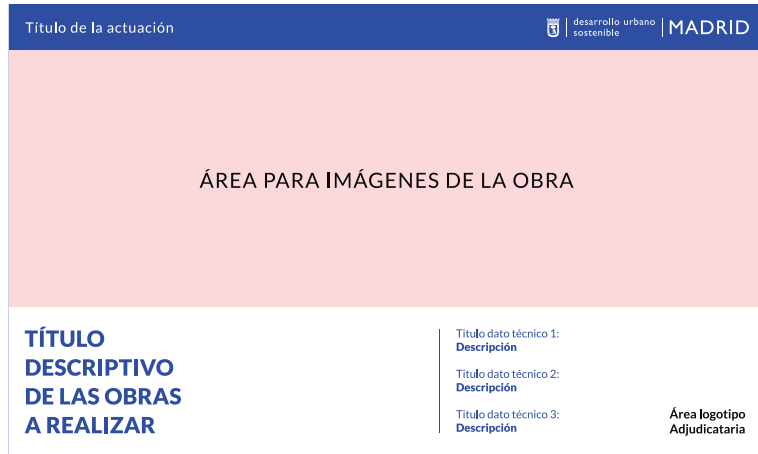 Título de la actuación
desarrollo urbano
sostenible
MADRID
ÁREA PARA IMÁGENES DE LA OBRA
TÍTULO
DESCRIPTIVO
DE LAS OBRAS
A REALIZAR
Titulo dato técnico 1:
Descripción
Titulo dato técnico 2:
Descripción
Titulo dato técnico 3:
Descripción
Área logotipo
Adjudicataria